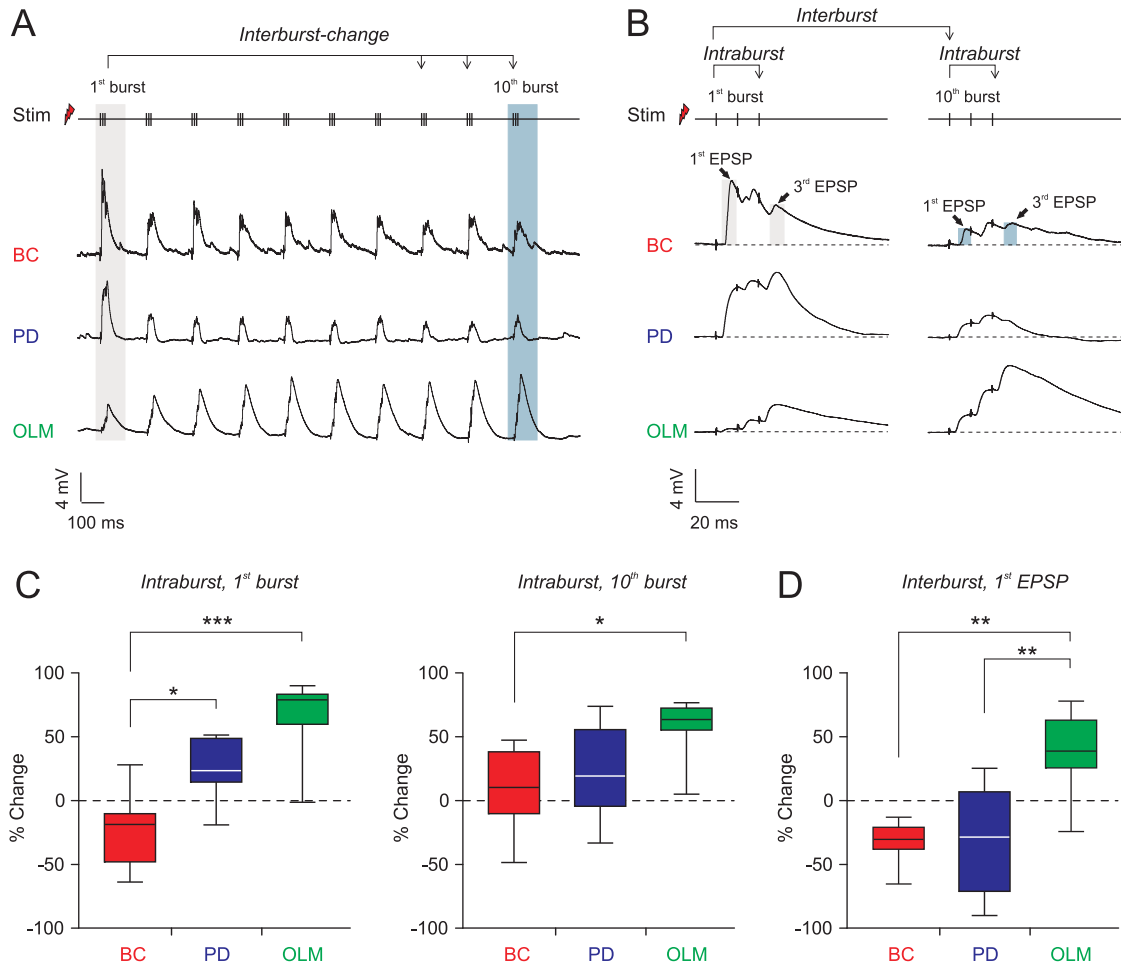 A
Interburst-change
1st burst
10th burst
Stim
BC
PD
OLM
4 mV
100 ms
B
Interburst
Intraburst
Intraburst
1st burst
10th burst
Stim
1st EPSP
3rd EPSP
1st EPSP
3rd EPSP
BC
PD
OLM
4 mV
20 ms
C
Intraburst, 1st burst
***
*
% Change
100
50
0
-50
-100
BC
PD
OLM
Intraburst, 10th burst
*
% Change
100
50
0
-50
-100
BC
PD
OLM
D
Interburst, 1st EPSP
**
**
% Change
100
50
0
-50
-100
BC
PD
OLM